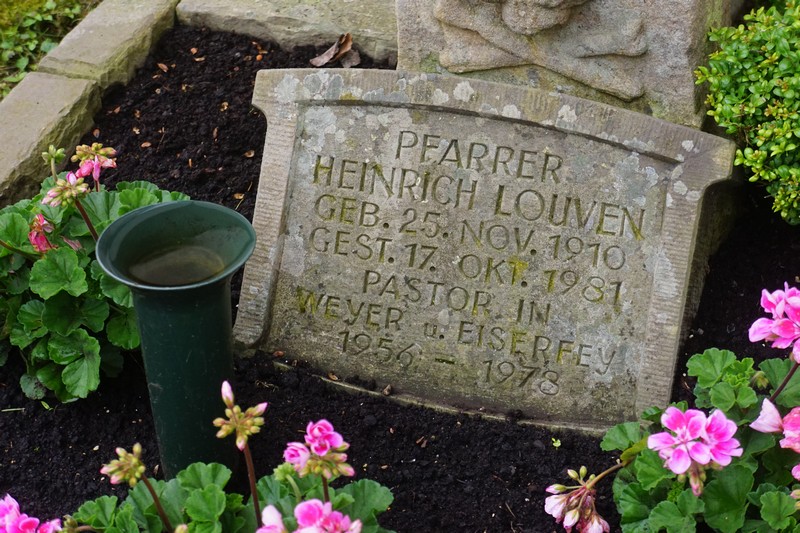 PFARRER
HEINRICH LOUVEN
GEB. 25. NOV. 1910
GEST. 17. OKT. 1981
PASTOR IN
WEYER u. EISERFEY
1956 – 1978